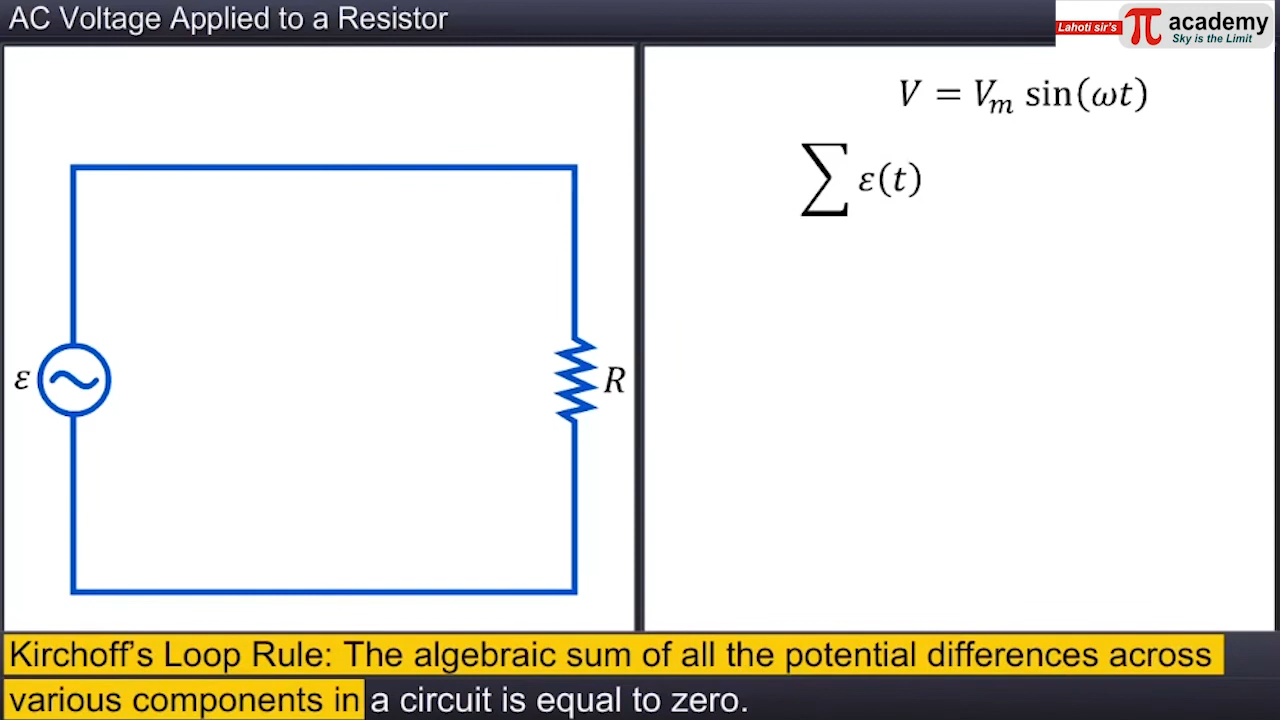 AC Voltage Applied to a Resistor
Lahoti sir's π academy
Sky is the Limit
V = Vₘ sin(ωt)
∑ ε(t)
ε
R
Kirchoff's Loop Rule: The algebraic sum of all the potential differences across
various components in a circuit is equal to zero.